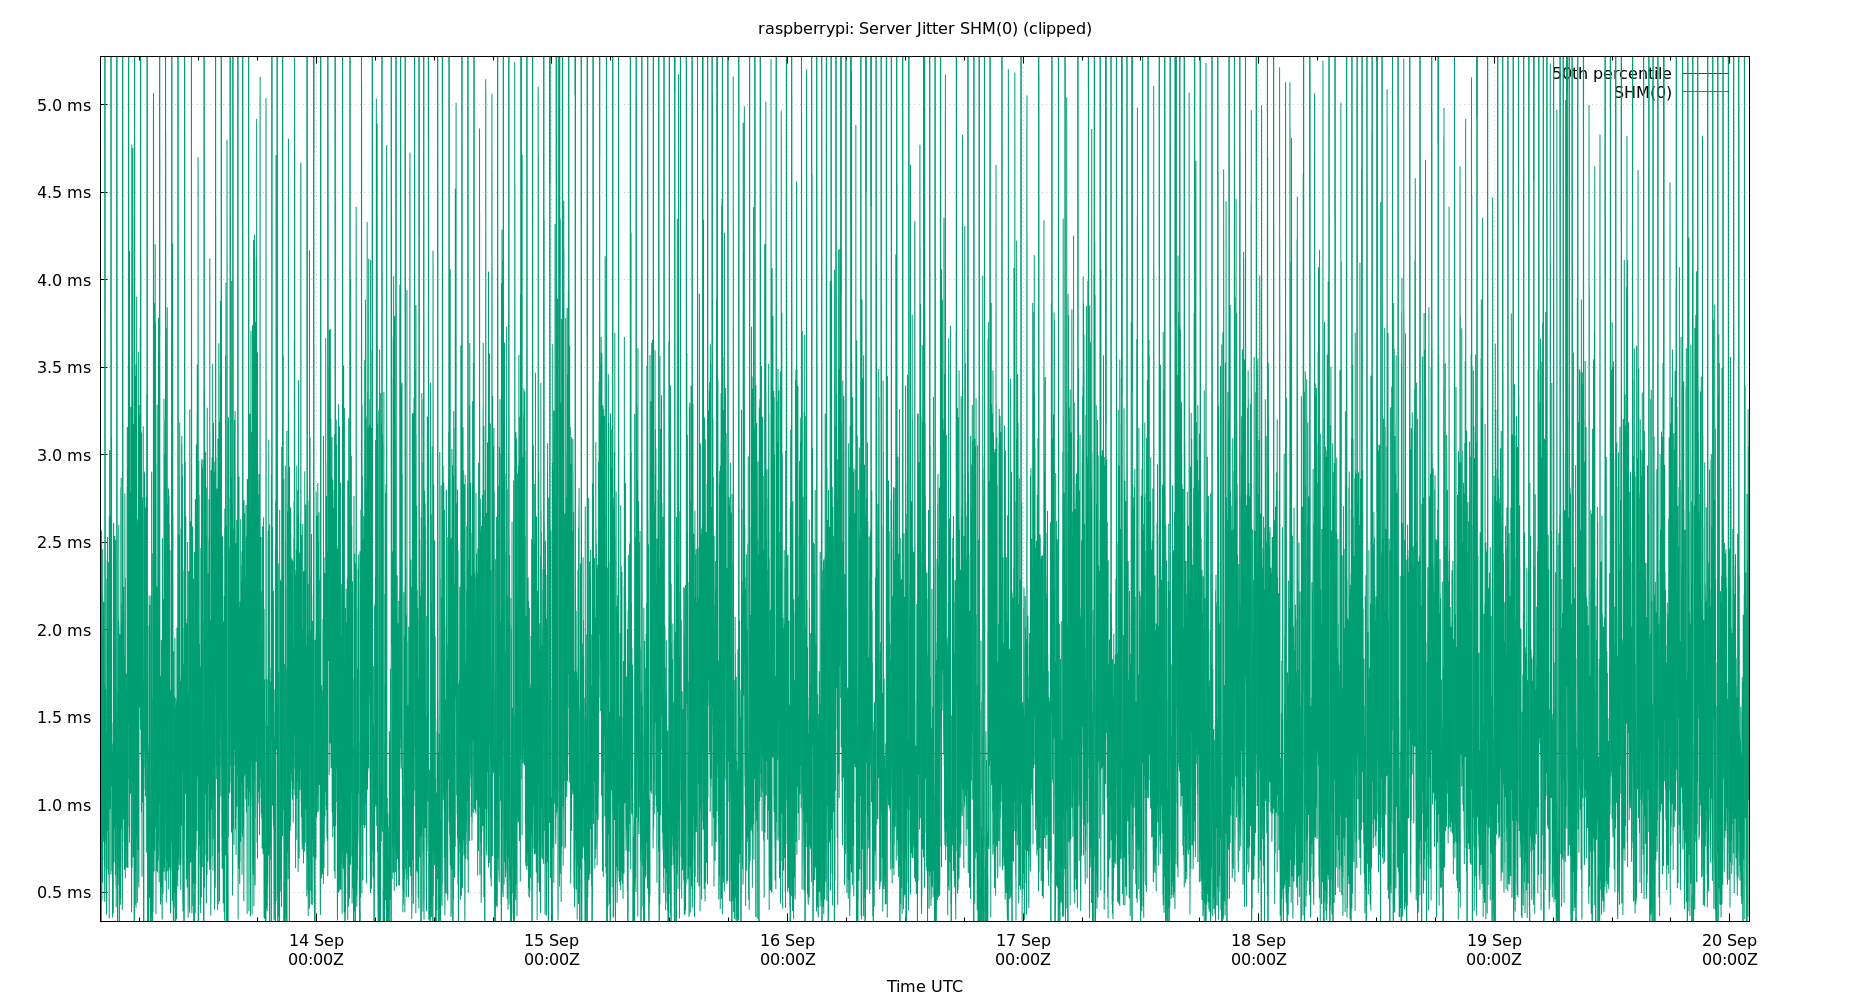 raspberrypi: Server Jitter SHM(0) (clipped)
50th percentile
SHM(0)
5.0 ms
4.5 ms
4.0 ms
3.5 ms
3.0 ms
2.5 ms
2.0 ms
1.5 ms
1.0 ms
0.5 ms
14 Sep 15 Sep 16 Sep 17 Sep 18 Sep 19 Sep 20 Sep
00:00Z 00:00Z 00:00Z 00:00Z 00:00Z 00:00Z 00:00Z
Time UTC